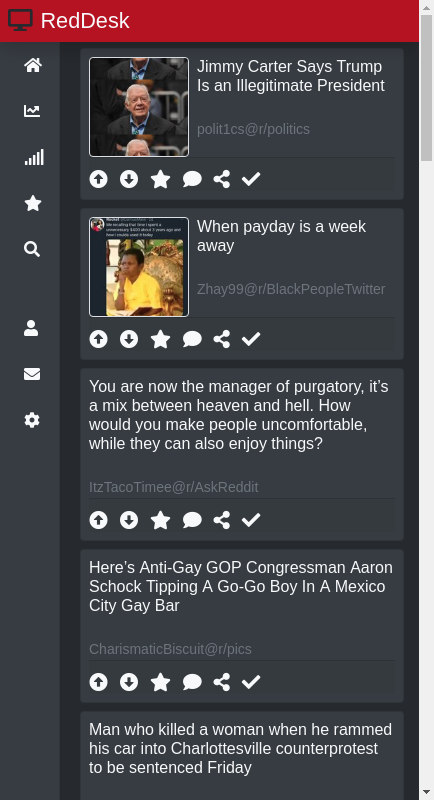 RedDesk
Jimmy Carter Says Trump
Is an Illegitimate President
polit1cs@r/politics
When payday is a week
away
Zhay99@r/BlackPeopleTwitter
You are now the manager of purgatory, it’s
a mix between heaven and hell. How
would you make people uncomfortable,
while they can also enjoy things?
ItzTacoTimee@r/AskReddit
Here’s Anti-Gay GOP Congressman Aaron
Schock Tipping A Go-Go Boy In A Mexico
City Gay Bar
CharismaticBiscuit@r/pics
Man who killed a woman when he rammed
his car into Charlottesville counterprotest
to be sentenced Friday